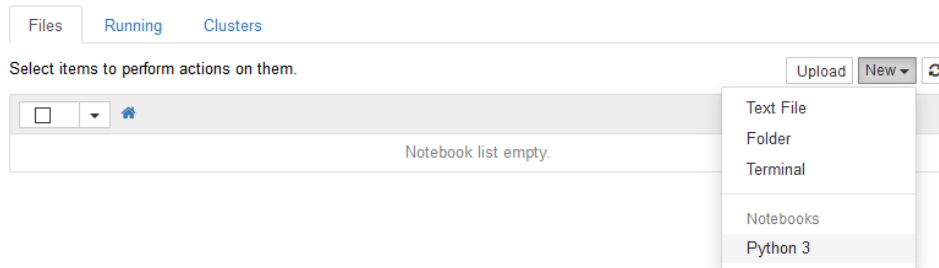 Files Running Clusters
Select items to perform actions on them.
Upload New
Notebook list empty.
Text File
Folder
Terminal
Notebooks
Python 3